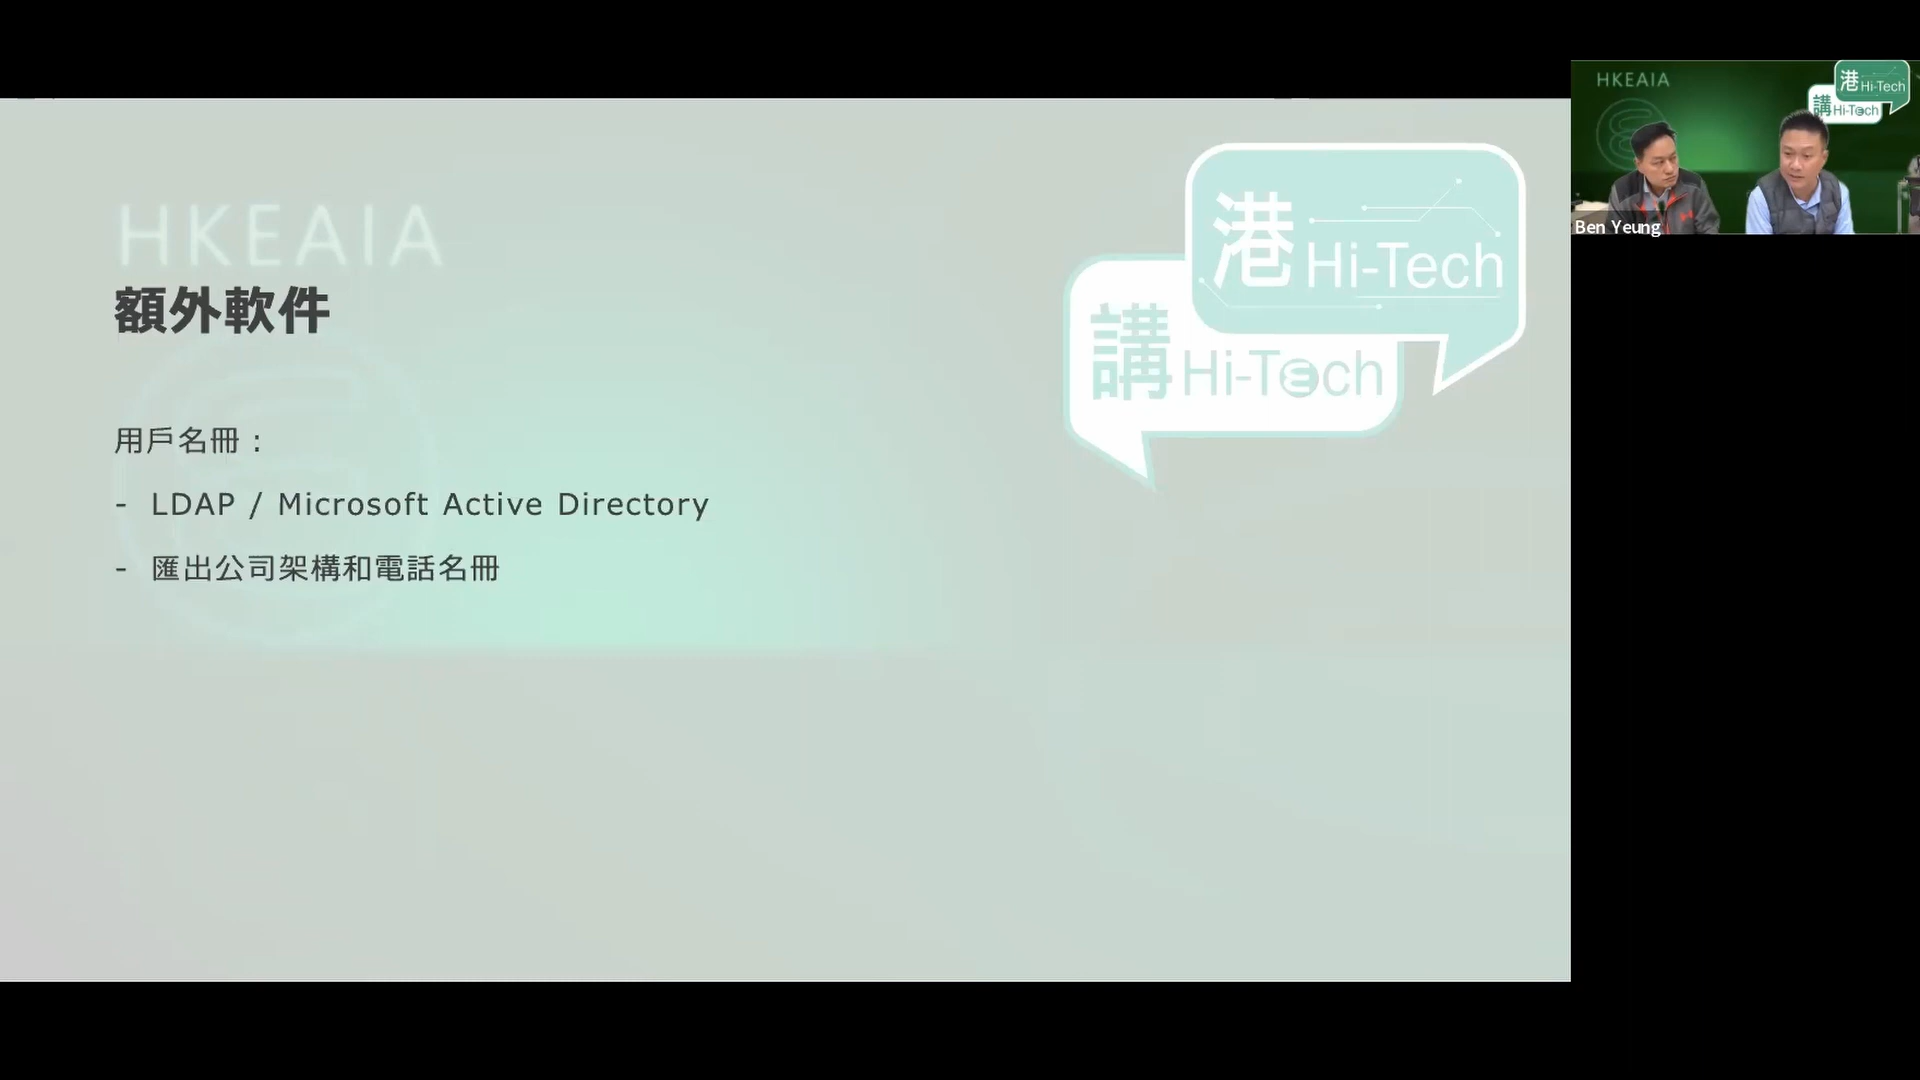 HKEAIA
額外軟件
港 Hi-Tech
講 Hi-Tech
用戶名冊：
- LDAP / Microsoft Active Directory
- 匯出公司架構和電話名冊
HKEAIA
港 Hi-Tech
講 Hi-Tech
Ben Yeung